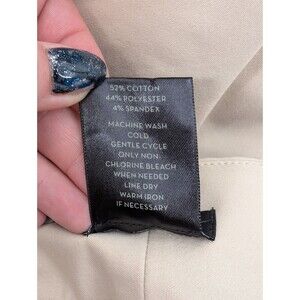 52% COTTON
44% POLYESTER
4% SPANDEX
MACHINE WASH
COLD
GENTLE CYCLE
ONLY NON
CHLORINE BLEACH
WHEN NEEDED
LINE DRY
WARM IRON
IF NECESSARY